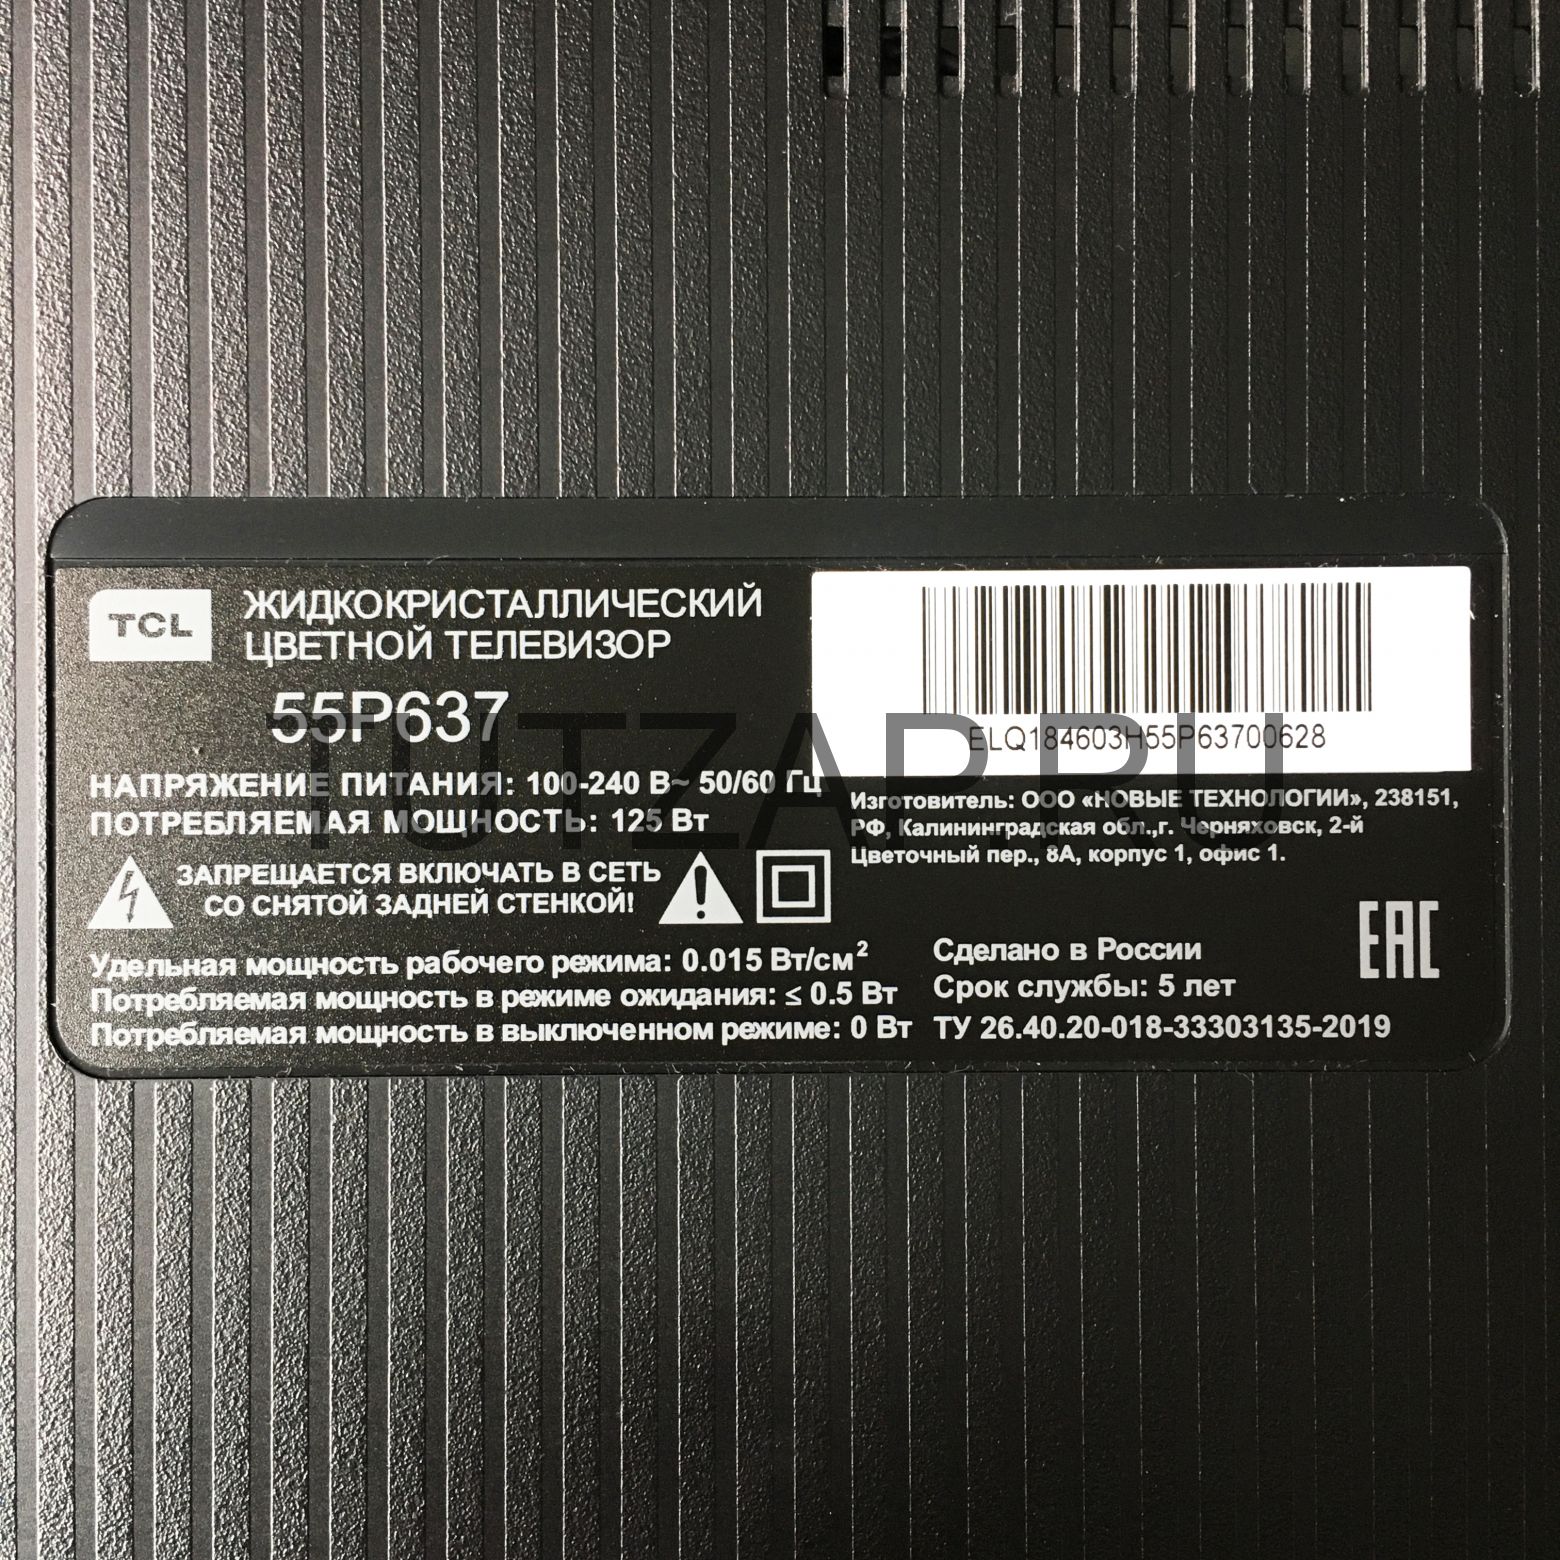 TCL
ЖИДКОКРИСТАЛЛИЧЕСКИЙ
ЦВЕТНОЙ ТЕЛЕВИЗОР
55P637
НАПРЯЖЕНИЕ ПИТАНИЯ: 100-240 В~ 50/60 Гц
ПОТРЕБЛЯЕМАЯ МОЩНОСТЬ: 125 Вт
ЗАПРЕЩАЕТСЯ ВКЛЮЧАТЬ В СЕТЬ
СО СНЯТОЙ ЗАДНЕЙ СТЕНКОЙ!
Удельная мощность рабочего режима: 0.015 Вт/см²
Потребляемая мощность в режиме ожидания: ≤ 0.5 Вт
Потребляемая мощность в выключенном режиме: 0 Вт
ELQ184603H55P63700628
Изготовитель: ООО «НОВЫЕ ТЕХНОЛОГИИ», 238151,
РФ, Калининградская обл.,г. Черняховск, 2-й
Цветочный пер., 8А, корпус 1, офис 1.
Сделано в России
Срок службы: 5 лет
ТУ 26.40.20-018-33303135-2019
EAC
TUTZAP.RU